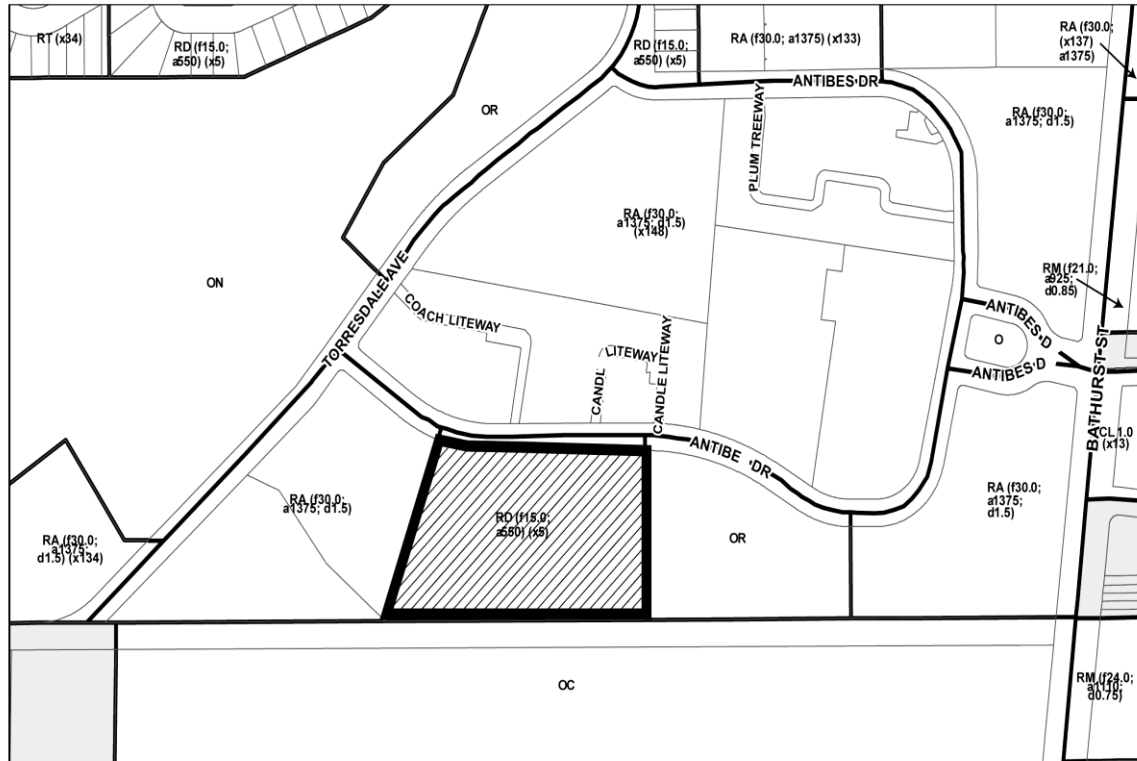 RT (x34)
RD (f15.0;
a550) (x5)
RD (f15.0;
a550) (x5)
RA (f30.0; a1375) (x133)
RA (f30.0;
(x137)
a1375)
OR
ANTIBES DR
PLUM TREEWAY
RA (f30.0;
a1375; d1.5)
RA (f30.0;
a1375; d1.5)
(x148)
ON
TORRESDALE AVE
RM (f21.0;
a925;
d0.85)
COACH LITEWAY
ANTIBES D
O
LITEWAY
CANDL
CANDLE LITEWAY
ANTIBES D
BATHURST ST
CL 1.0
(x13)
ANTIBE DR
RA (f30.0;
a1375; d1.5)
RA (f30.0;
a1375;
d1.5)
RD (f15.0;
a550) (x5)
OR
RA (f30.0;
a1375;
d1.5) (x134)
OC
RM (f24.0;
a1110;
d0.75)